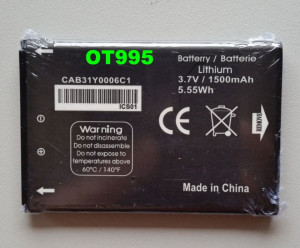 OT995
CAB31Y0006C1
ICS01
Battery / Batterie
Lithium
3.7V / 1500mAh
5.55Wh
Warning
Do not incinerate
Do not disassemble
Do not expose to
temperatures above
60°C / 140°F
Made in China